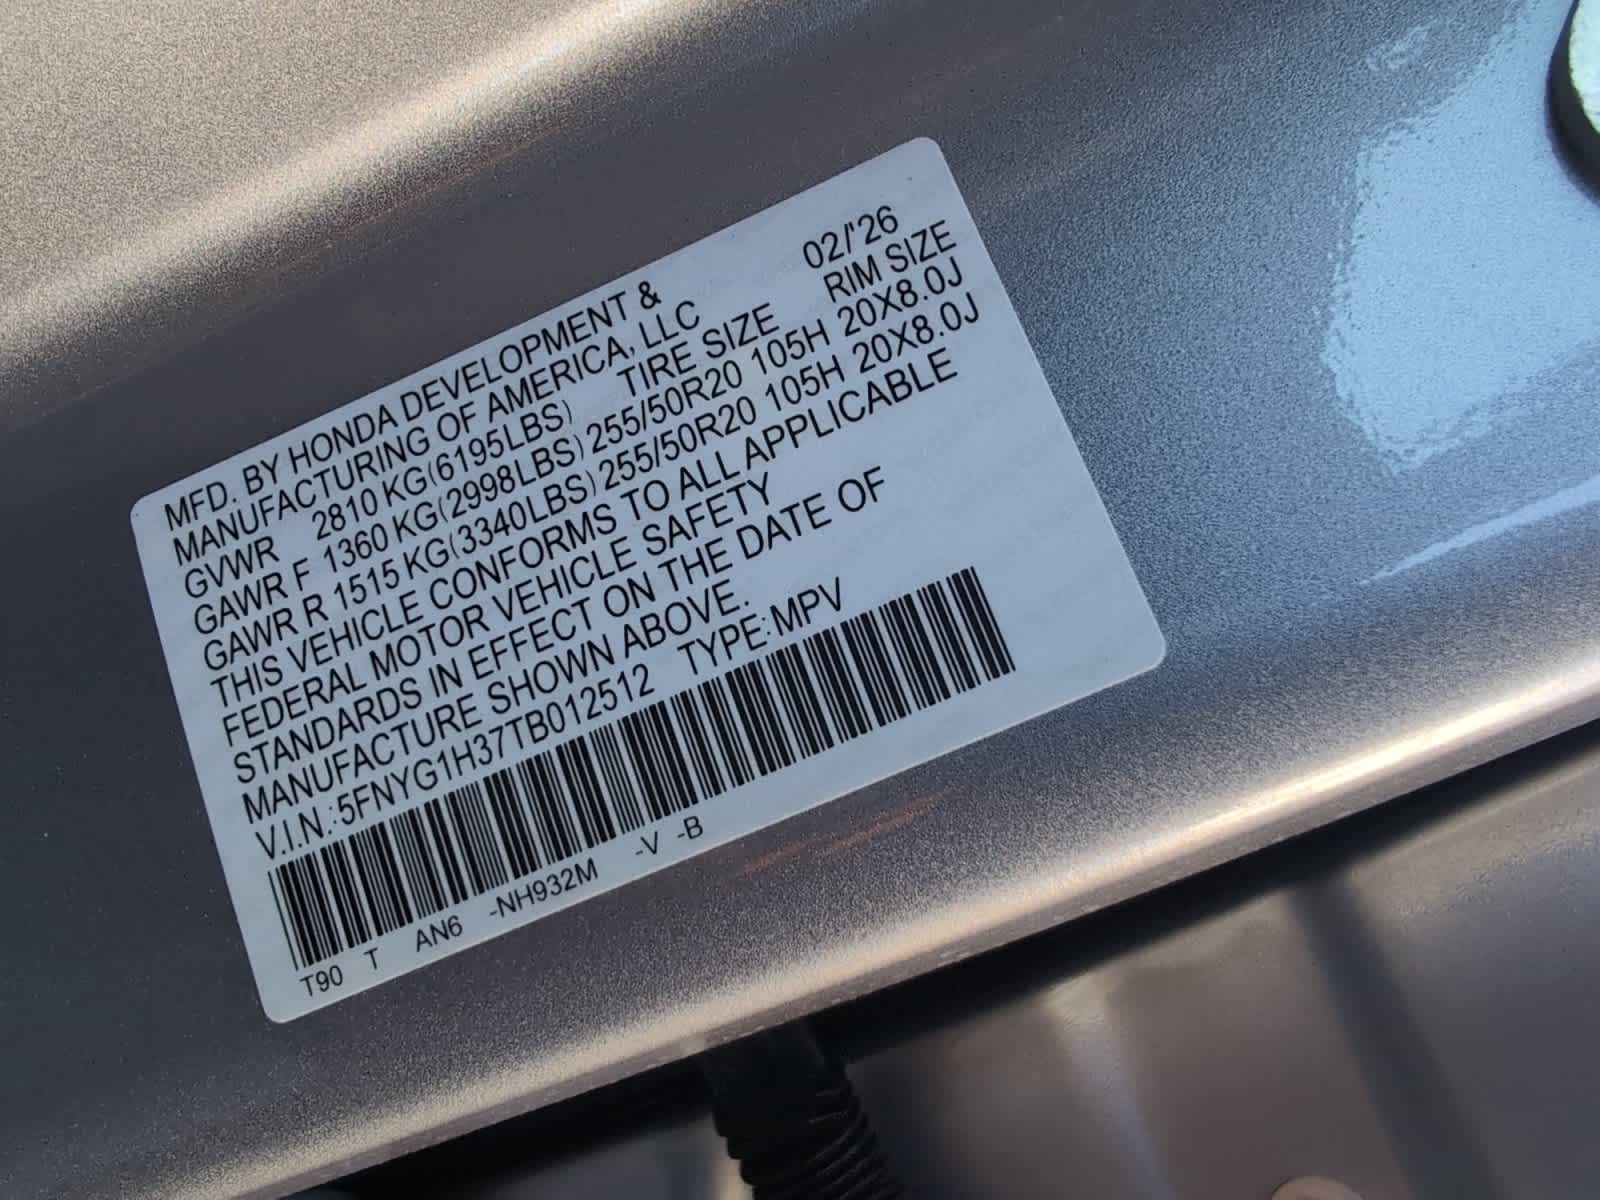 MFD. BY HONDA DEVELOPMENT & 02/'26
MANUFACTURING OF AMERICA, LLC
GVWR 2810 KG(6195LBS) TIRE SIZE RIM SIZE
GAWR F 1360 KG(2998LBS) 255/50R20 105H 20X8.0J
GAWR R 1515 KG(3340LBS) 255/50R20 105H 20X8.0J
THIS VEHICLE CONFORMS TO ALL APPLICABLE
FEDERAL MOTOR VEHICLE SAFETY
STANDARDS IN EFFECT ON THE DATE OF
MANUFACTURE SHOWN ABOVE.
V.I.N.:5FNYG1H37TB012512 TYPE:MPV
T90 T AN6 -NH932M -V -B